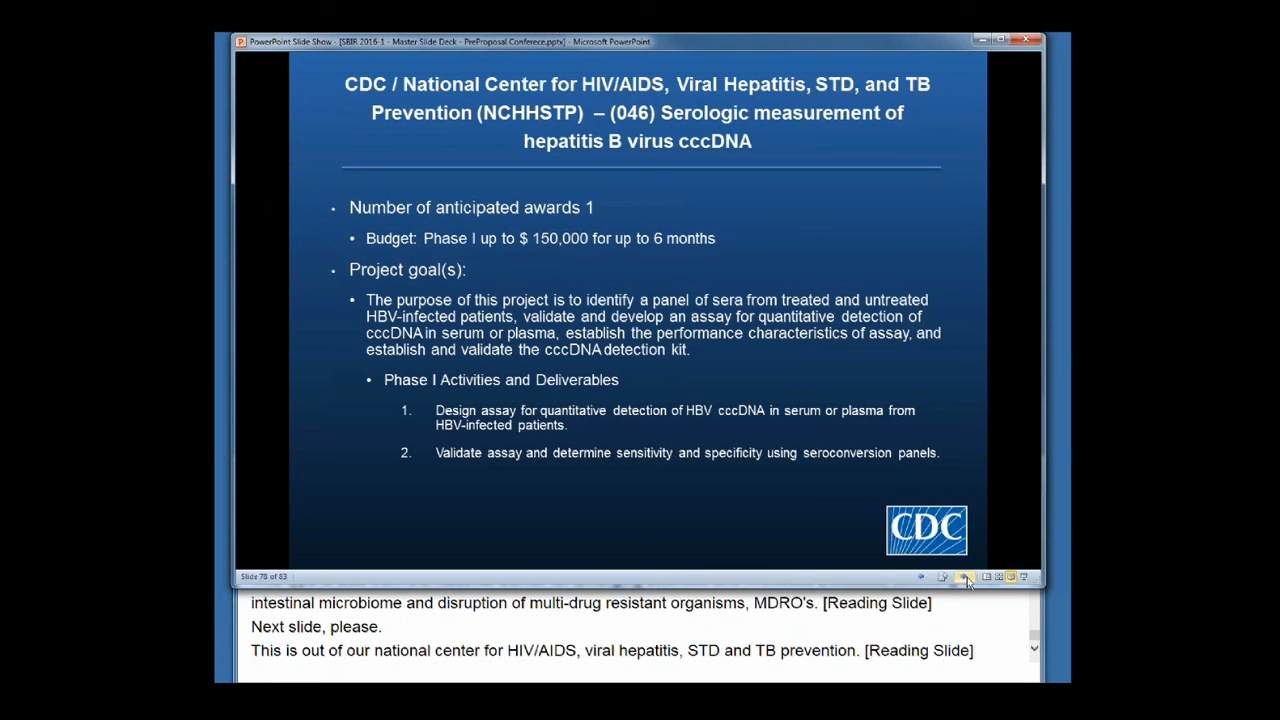 PowerPoint Slide Show - [SBIR 2016-1 - Master Slide Deck - PreProposal Conferece.pptx] - Microsoft PowerPoint
CDC / National Center for HIV/AIDS, Viral Hepatitis, STD, and TB
Prevention (NCHHSTP) – (046) Serologic measurement of
hepatitis B virus cccDNA
• Number of anticipated awards 1
• Budget: Phase I up to $ 150,000 for up to 6 months
• Project goal(s):
• The purpose of this project is to identify a panel of sera from treated and untreated
HBV-infected patients, validate and develop an assay for quantitative detection of
cccDNA in serum or plasma, establish the performance characteristics of assay, and
establish and validate the cccDNA detection kit.
• Phase I Activities and Deliverables
1. Design assay for quantitative detection of HBV cccDNA in serum or plasma from
HBV-infected patients.
2. Validate assay and determine sensitivity and specificity using seroconversion panels.
CDC
Slide 78 of 83
intestinal microbiome and disruption of multi-drug resistant organisms, MDRO's. [Reading Slide]
Next slide, please.
This is out of our national center for HIV/AIDS, viral hepatitis, STD and TB prevention. [Reading Slide]